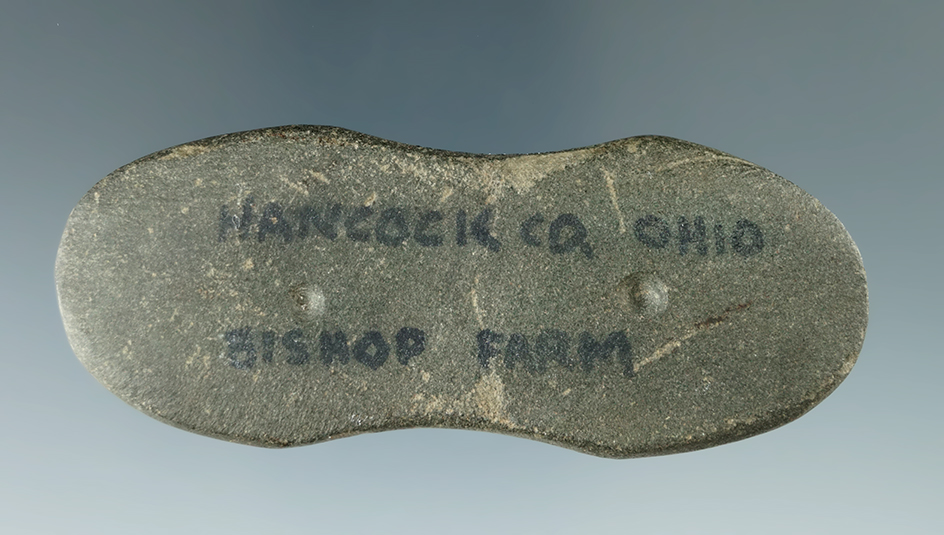 HANCOCK CO, OHIO
BISHOP FARM